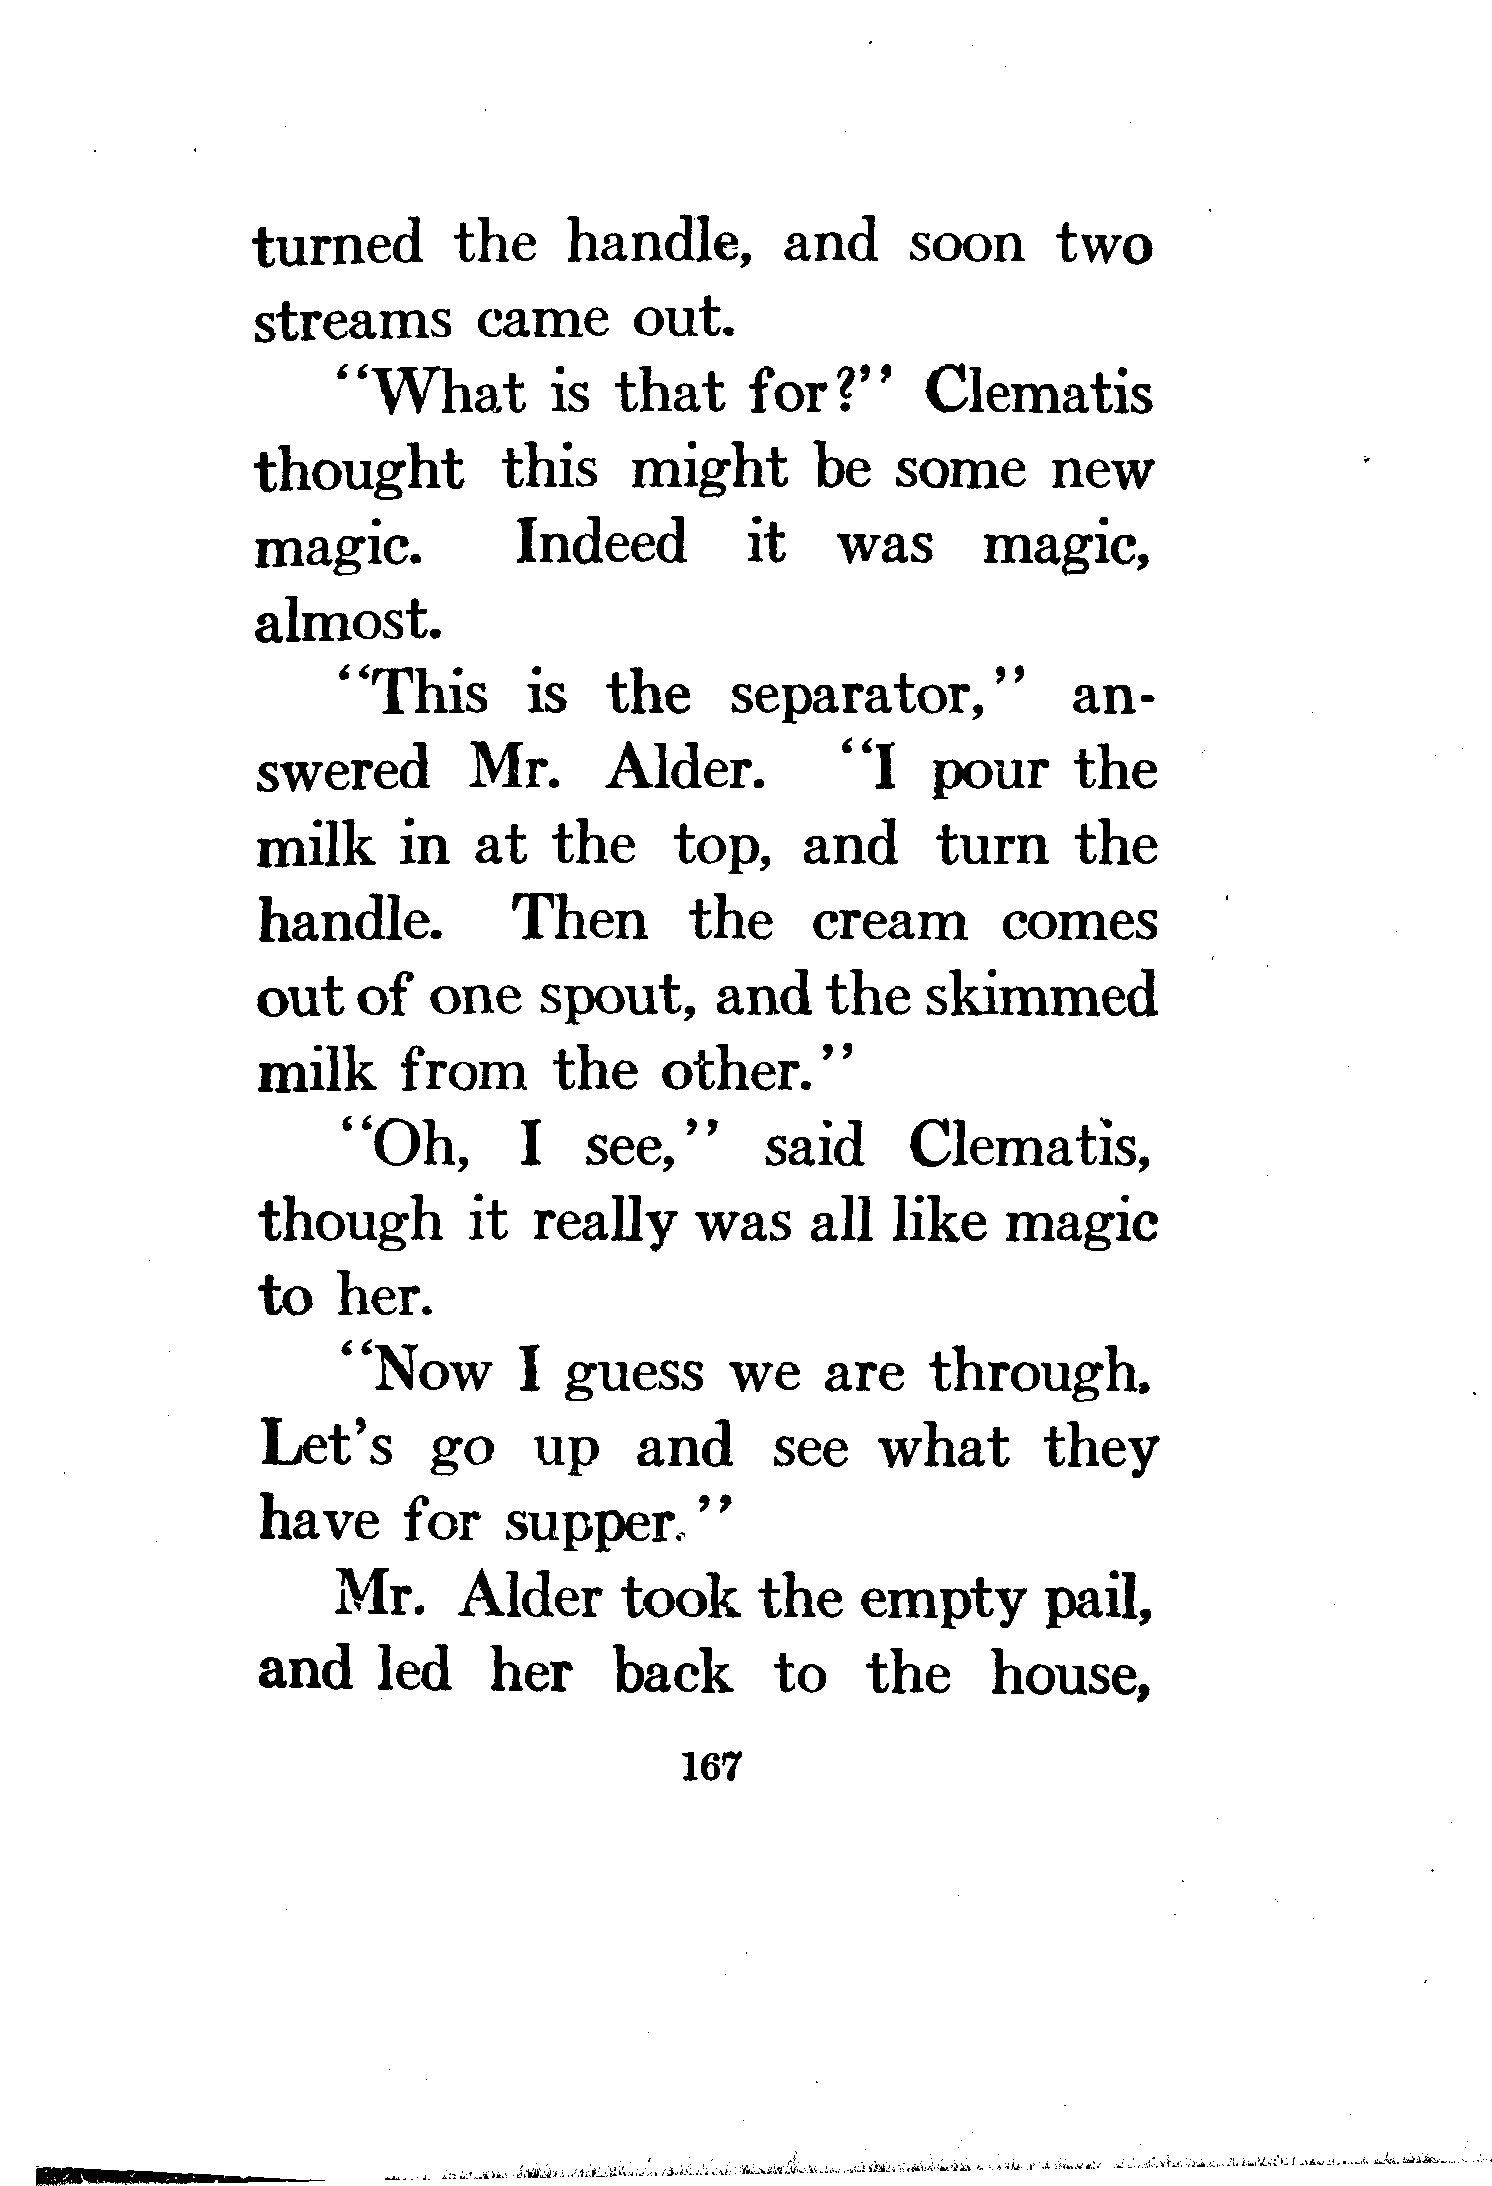 turned the handle, and soon two
streams came out.
"What is that for?" Clematis
thought this might be some new
magic. Indeed it was magic,
almost.
"This is the separator," an-
swered Mr. Alder. "I pour the
milk in at the top, and turn the
handle. Then the cream comes
out of one spout, and the skimmed
milk from the other."
"Oh, I see," said Clematis,
though it really was all like magic
to her.
"Now I guess we are through.
Let's go up and see what they
have for supper."
Mr. Alder took the empty pail,
and led her back to the house,
167